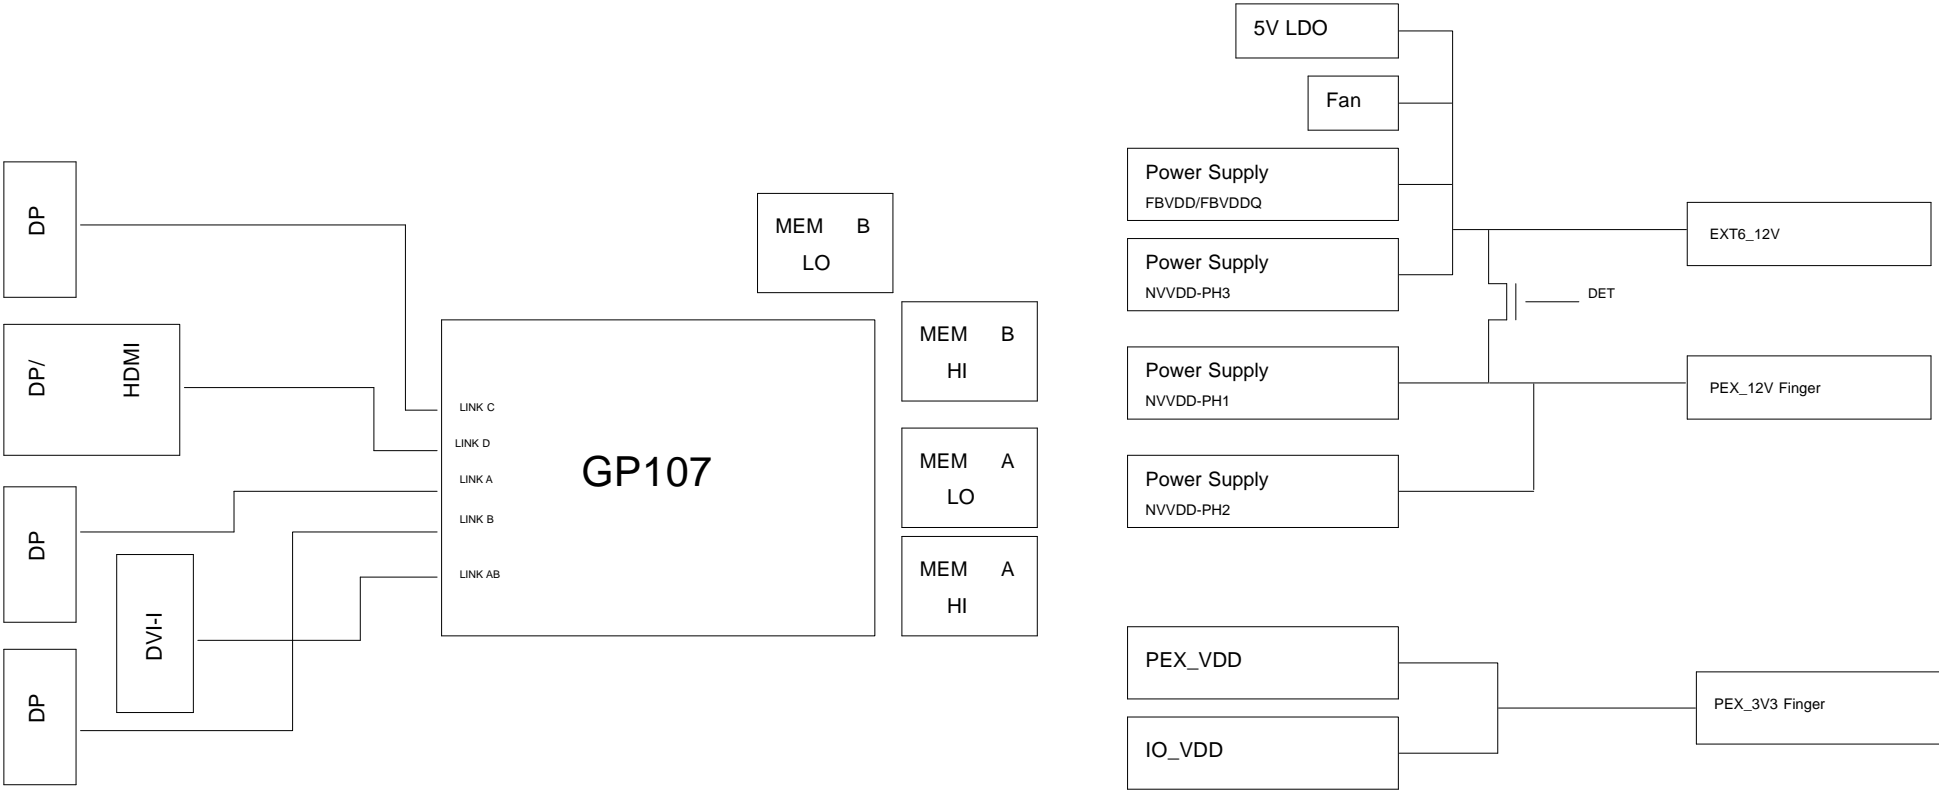 DP
DP/ HDMI
DP
DVI-I
DP
LINK C
LINK D
LINK A
LINK B
LINK AB
GP107
MEM B
LO
MEM B
HI
MEM A
LO
MEM A
HI
5V LDO
Fan
Power Supply
FBVDD/FBVDDQ
Power Supply
NVVDD-PH3
Power Supply
NVVDD-PH1
Power Supply
NVVDD-PH2
PEX_VDD
IO_VDD
EXT6_12V
DET
PEX_12V Finger
PEX_3V3 Finger